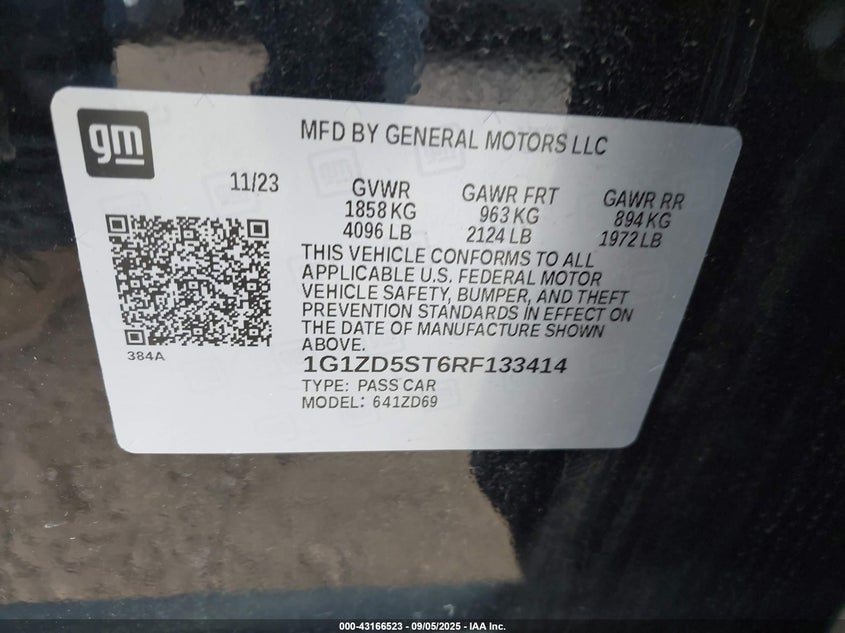 gm
MFD BY GENERAL MOTORS LLC
11/23
GVWR
1858 KG
4096 LB
GAWR FRT
963 KG
2124 LB
GAWR RR
894 KG
1972 LB
THIS VEHICLE CONFORMS TO ALL
APPLICABLE U.S. FEDERAL MOTOR
VEHICLE SAFETY, BUMPER, AND THEFT
PREVENTION STANDARDS IN EFFECT ON
THE DATE OF MANUFACTURE SHOWN
ABOVE.
384A
1G1ZD5ST6RF133414
TYPE: PASS CAR
MODEL: 641ZD69
000-43166523 - 09/05/2025 - IAA Inc.